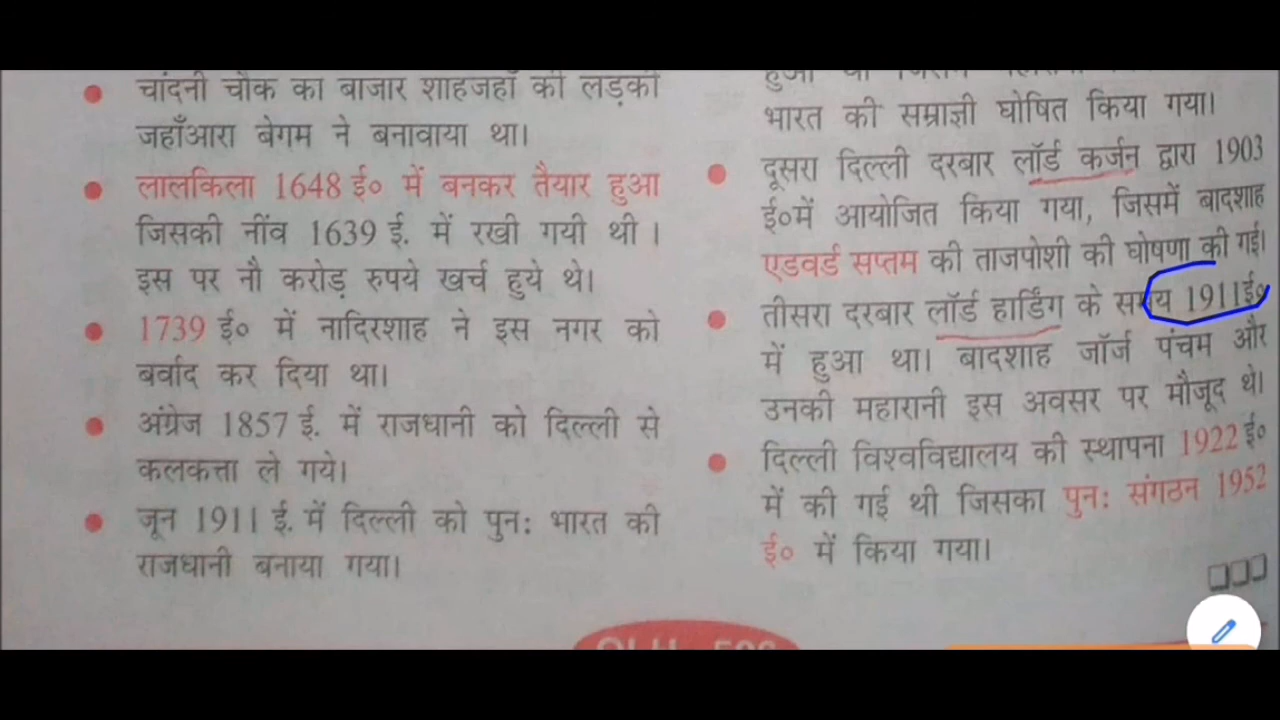 चांदनी चौक का बाजार शाहजहाँ की लड़की
जहाँआरा बेगम ने बनावाया था।
लालकिला 1648 ई० में बनकर तैयार हुआ
जिसकी नींव 1639 ई. में रखी गयी थी ।
इस पर नौ करोड़ रुपये खर्च हुये थे।
1739 ई० में नादिरशाह ने इस नगर को
बर्वाद कर दिया था।
अंग्रेज 1857 ई. में राजधानी को दिल्ली से
कलकत्ता ले गये।
जून 1911 ई. में दिल्ली को पुनः भारत की
राजधानी बनाया गया।
भारत की सम्राज्ञी घोषित किया गया।
दूसरा दिल्ली दरबार लॉर्ड कर्जन द्वारा 1903
ई०में आयोजित किया गया, जिसमें बादशाह
एडवर्ड सप्तम की ताजपोशी की घोषणा की गई।
तीसरा दरबार लॉर्ड हार्डिंग के समय 1911ई०
में हुआ था। बादशाह जॉर्ज पंचम और
उनकी महारानी इस अवसर पर मौजूद थे।
दिल्ली विश्वविद्यालय की स्थापना 1922 ई०
में की गई थी जिसका पुनः संगठन 1952
ई० में किया गया।